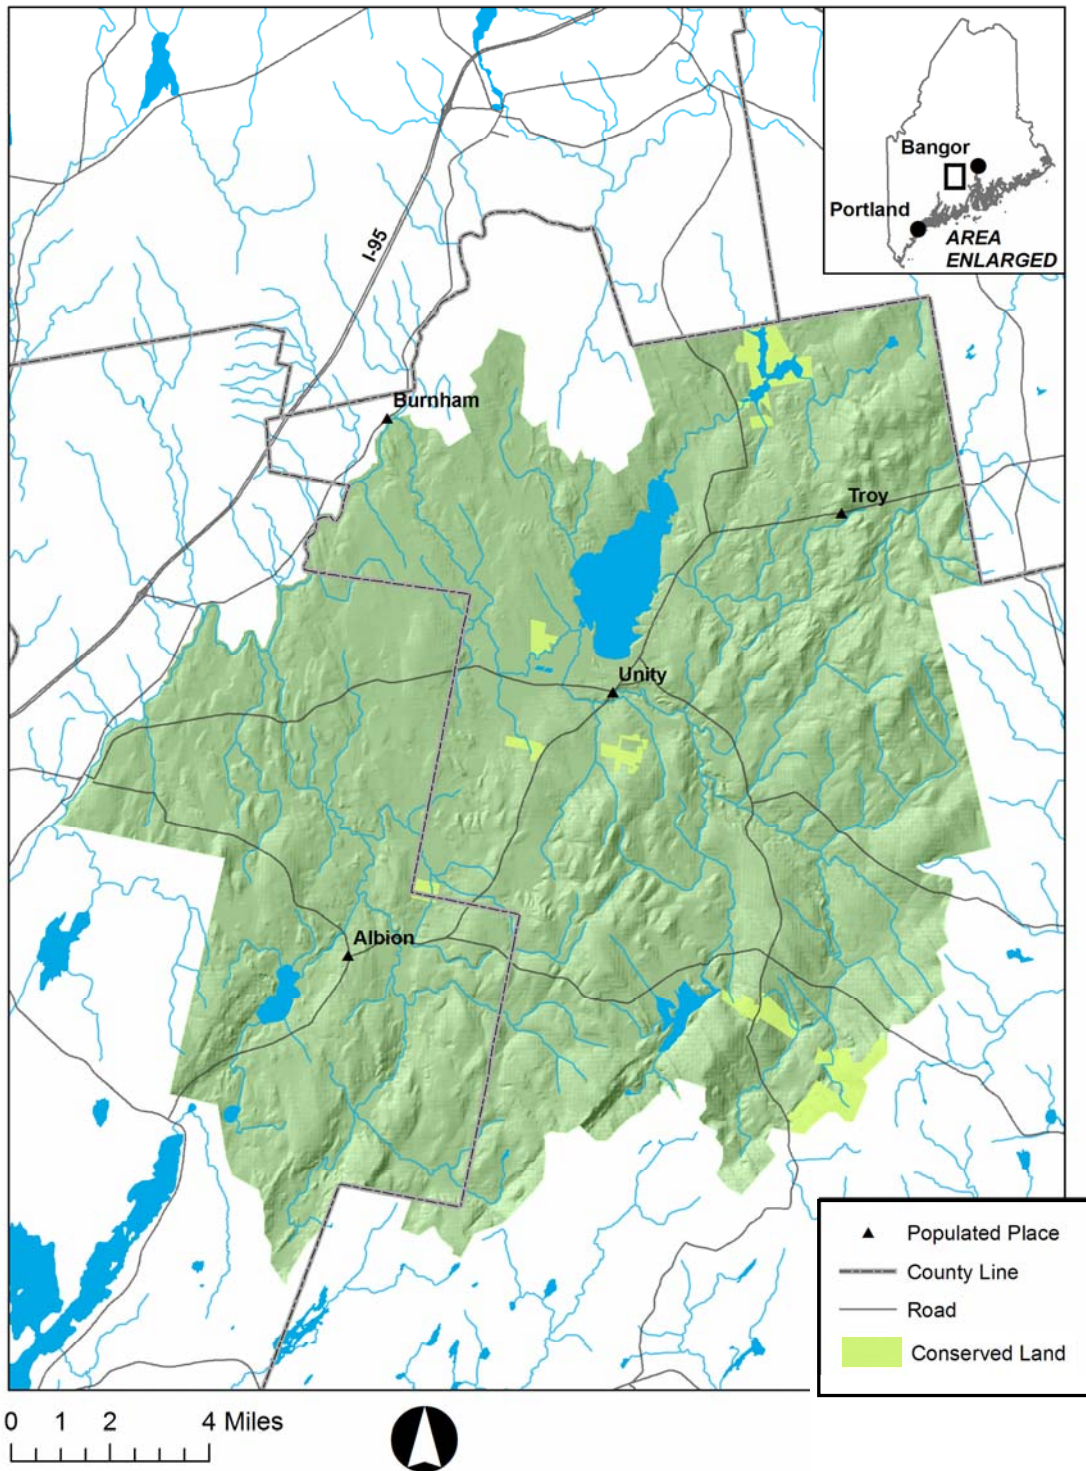 Bangor
Portland
AREA
ENLARGED
I-95
Burnham
Troy
Unity
Albion
Populated Place
County Line
Road
Conserved Land
0 1 2 4 Miles